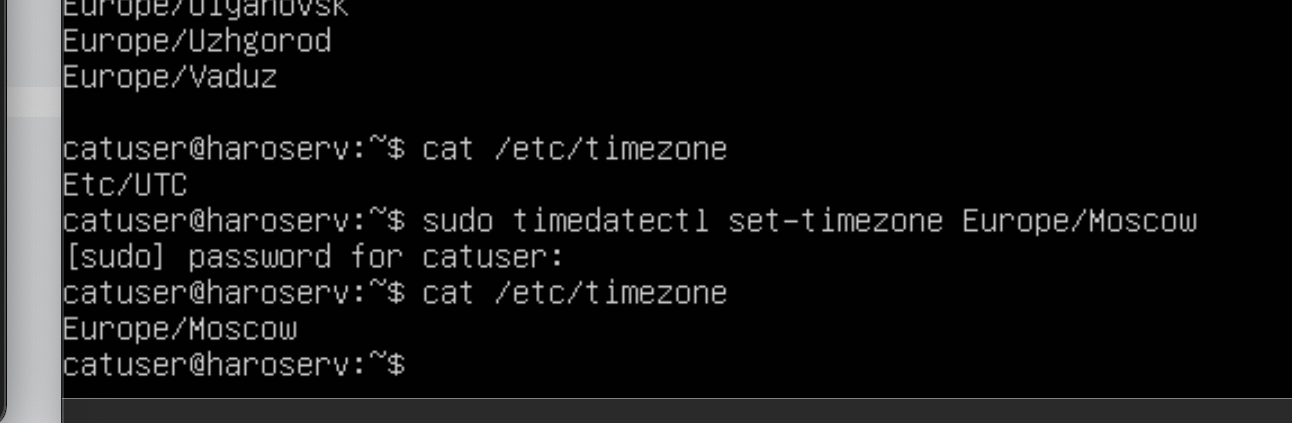 Europe/Ulyanovsk
Europe/Uzhgorod
Europe/Vaduz
catuser@haroserv:~$ cat /etc/timezone
Etc/UTC
catuser@haroserv:~$ sudo timedatectl set-timezone Europe/Moscow
[sudo] password for catuser:
catuser@haroserv:~$ cat /etc/timezone
Europe/Moscow
catuser@haroserv:~$